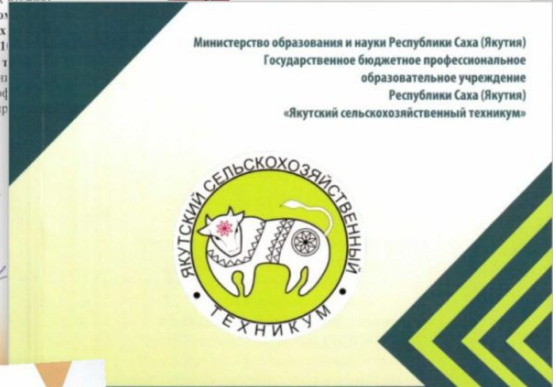 Министерство образования и науки Республики Саха (Якутия)
Государственное бюджетное профессиональное
образовательное учреждение
Республики Саха (Якутия)
«Якутский сельскохозяйственный техникум»
ЯКУТСКИЙ СЕЛЬСКОХОЗЯЙСТВЕННЫЙ
ТЕХНИКУМ